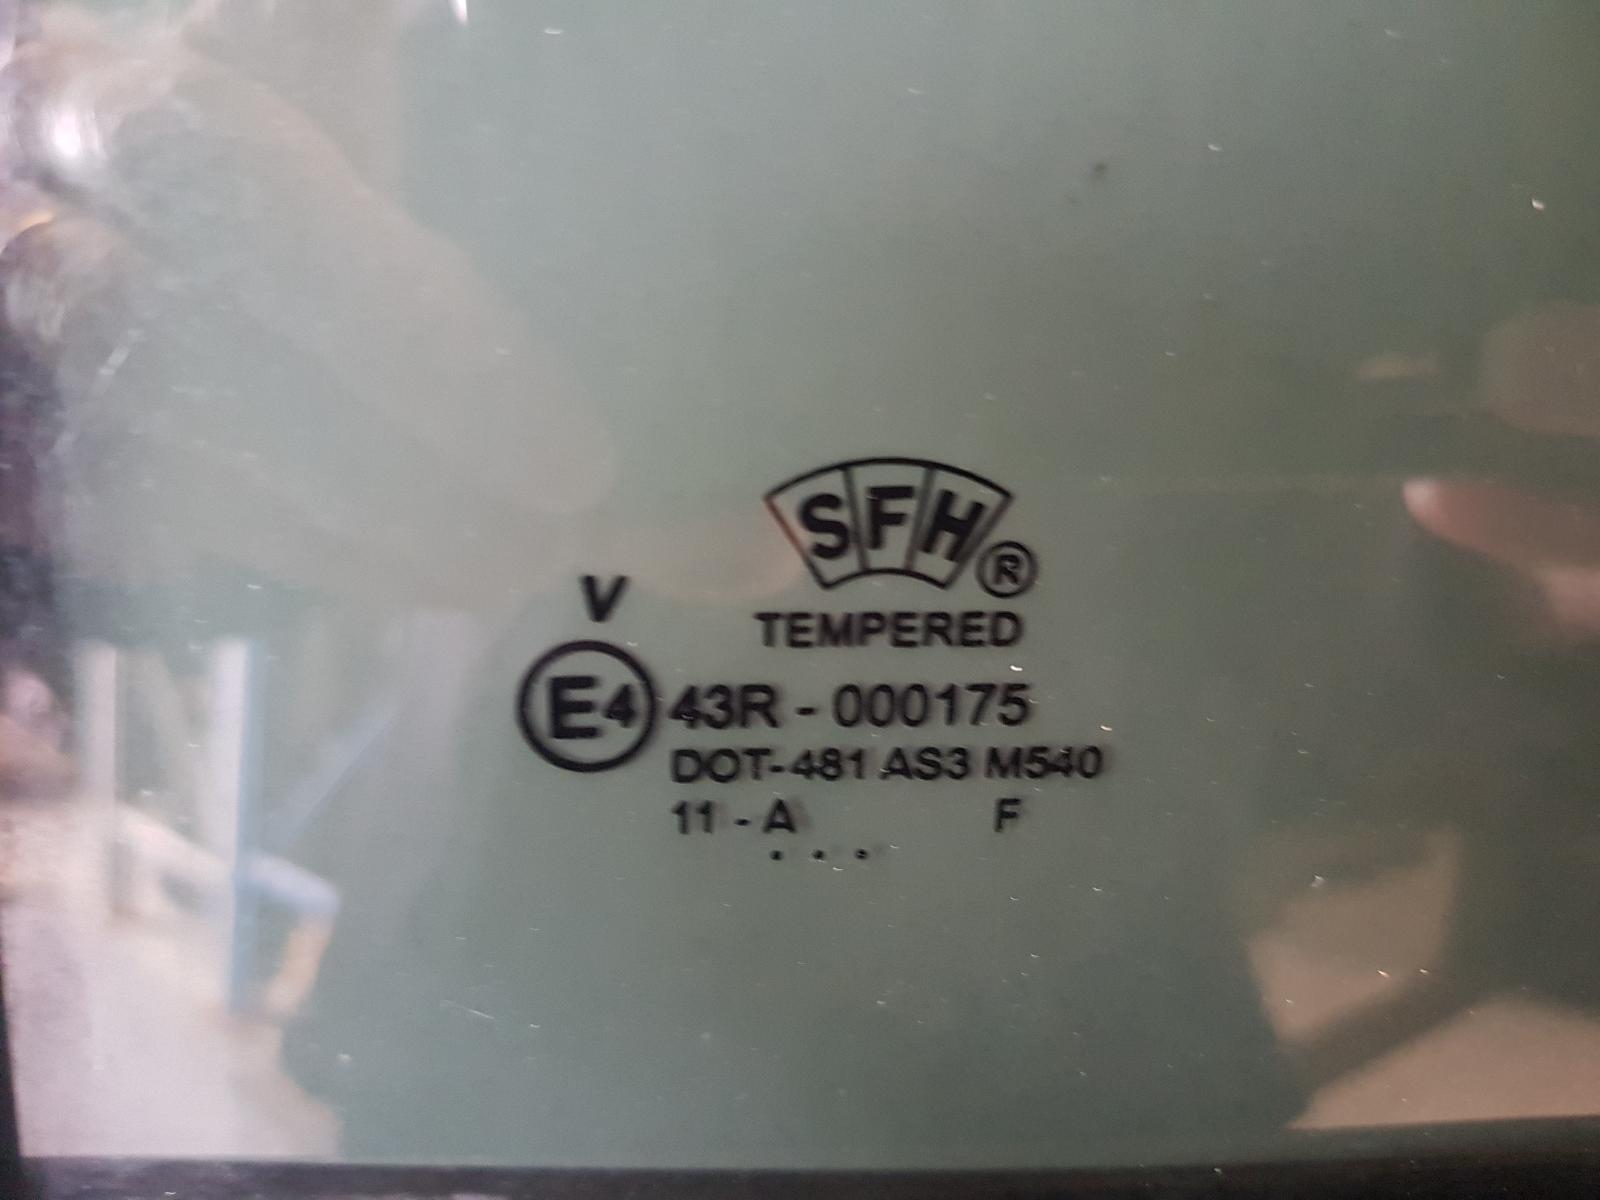 SFH®
TEMPERED
V
E4 43R - 000175
DOT-481 AS3 M540
11 - A F
. . .